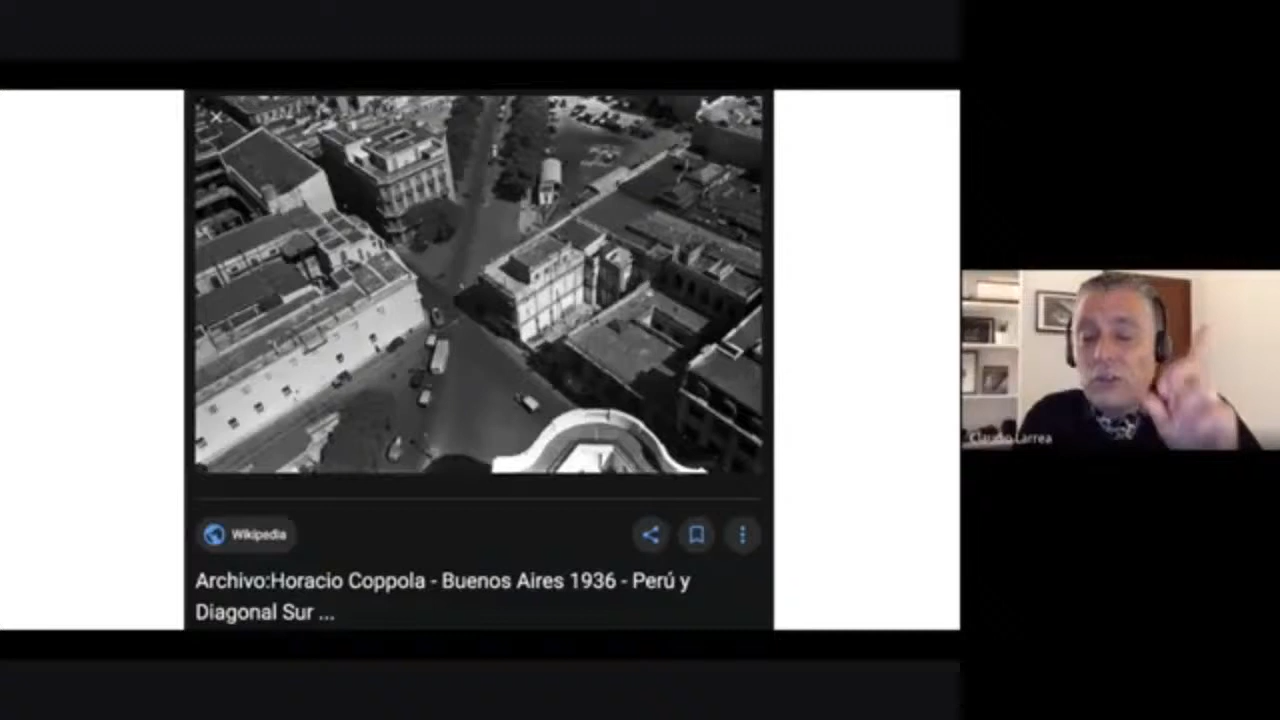 Wikipedia
Archivo:Horacio Coppola - Buenos Aires 1936 - Perú y
Diagonal Sur ...
Claudio Larrea